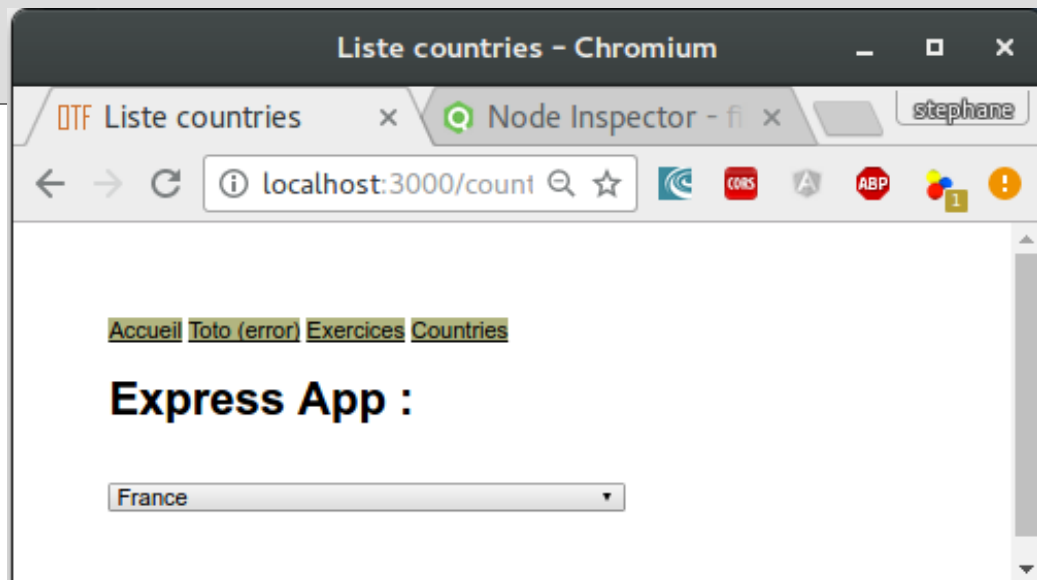 Liste countries - Chromium
OTF Liste countries
Node Inspector - fi
stephane
localhost:3000/count
CORS
ABP
1
Accueil Toto (error) Exercices Countries
Express App :
France